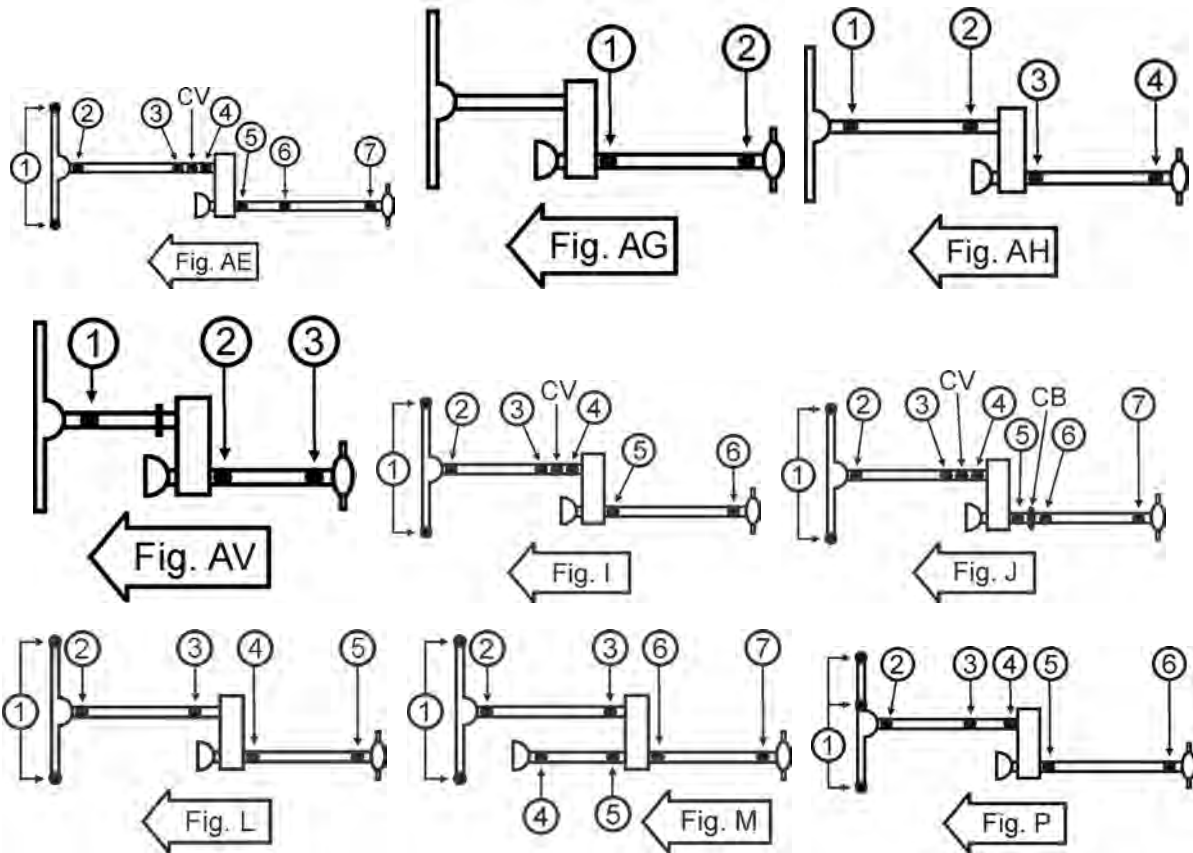 1 2
1 2 3 4
CV
2 3 4
5 6 7
1
Fig. AE
Fig. AG
Fig. AH
1 2 3
CV
2 3 4
1
5 6
CV CB
2 3 4 7
1
5 6
Fig. AV
Fig. I
Fig. J
2 3 4 5
1
2 3 6 7
1
4 5
2 3 4 5 6
1
Fig. L
Fig. M
Fig. P